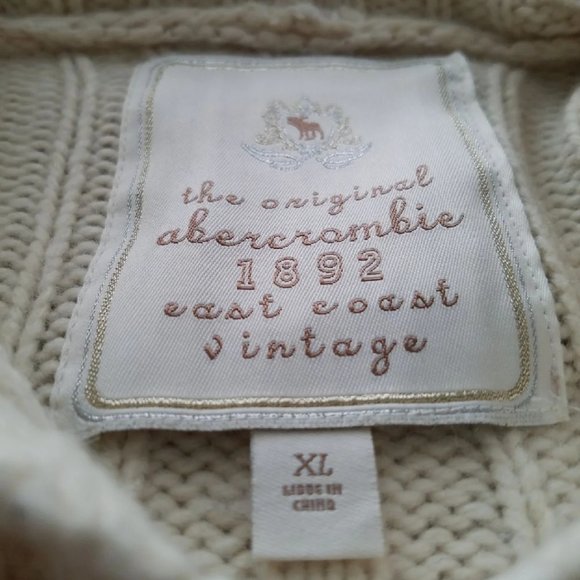 the original
abercrombie
1892
east coast
vintage
XL
MADE IN
CHINA